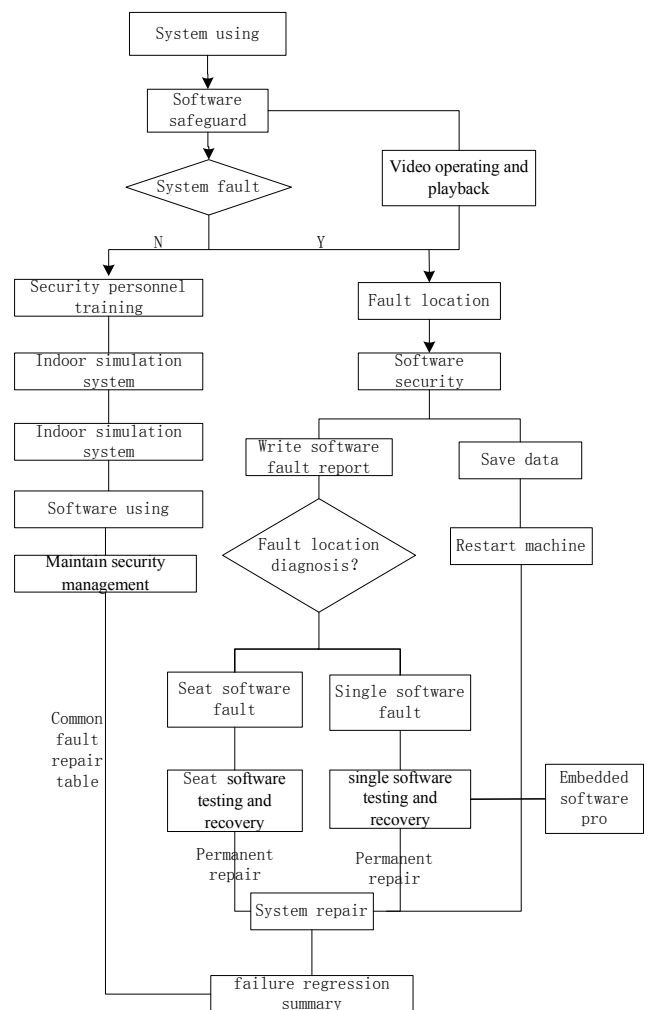 System using
Software
safeguard
System fault
Video operating and
playback
N
Y
Security personnel
training
Fault location
Indoor simulation
system
Software
security
Indoor simulation
system
Write software
fault report
Save data
Software using
Fault location
diagnosis?
Restart machine
Maintain security
management
Seat software
fault
Single software
fault
Common
fault
repair
table
Seat software
testing and
recovery
single software
testing and
recovery
Embedded
software
pro
Permanent
repair
Permanent
repair
System repair
failure regression
summary